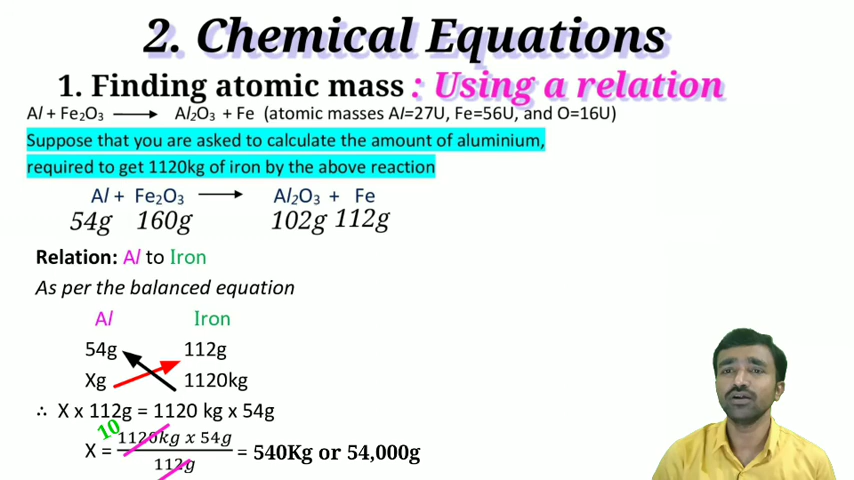 2. Chemical Equations
1. Finding atomic mass : Using a relation
Al + Fe₂O₃ ⟶ Al₂O₃ + Fe (atomic masses Al=27U, Fe=56U, and O=16U)
Suppose that you are asked to calculate the amount of aluminium,
required to get 1120kg of iron by the above reaction
Al + Fe₂O₃ ⟶ Al₂O₃ + Fe
54g 160g 102g 112g
Relation: Al to Iron
As per the balanced equation
Al Iron
54g 112g
Xg 1120kg
∴ X x 112g = 1120 kg x 54g
10
X = 1120kg x 54g / 112g = 540Kg or 54,000g